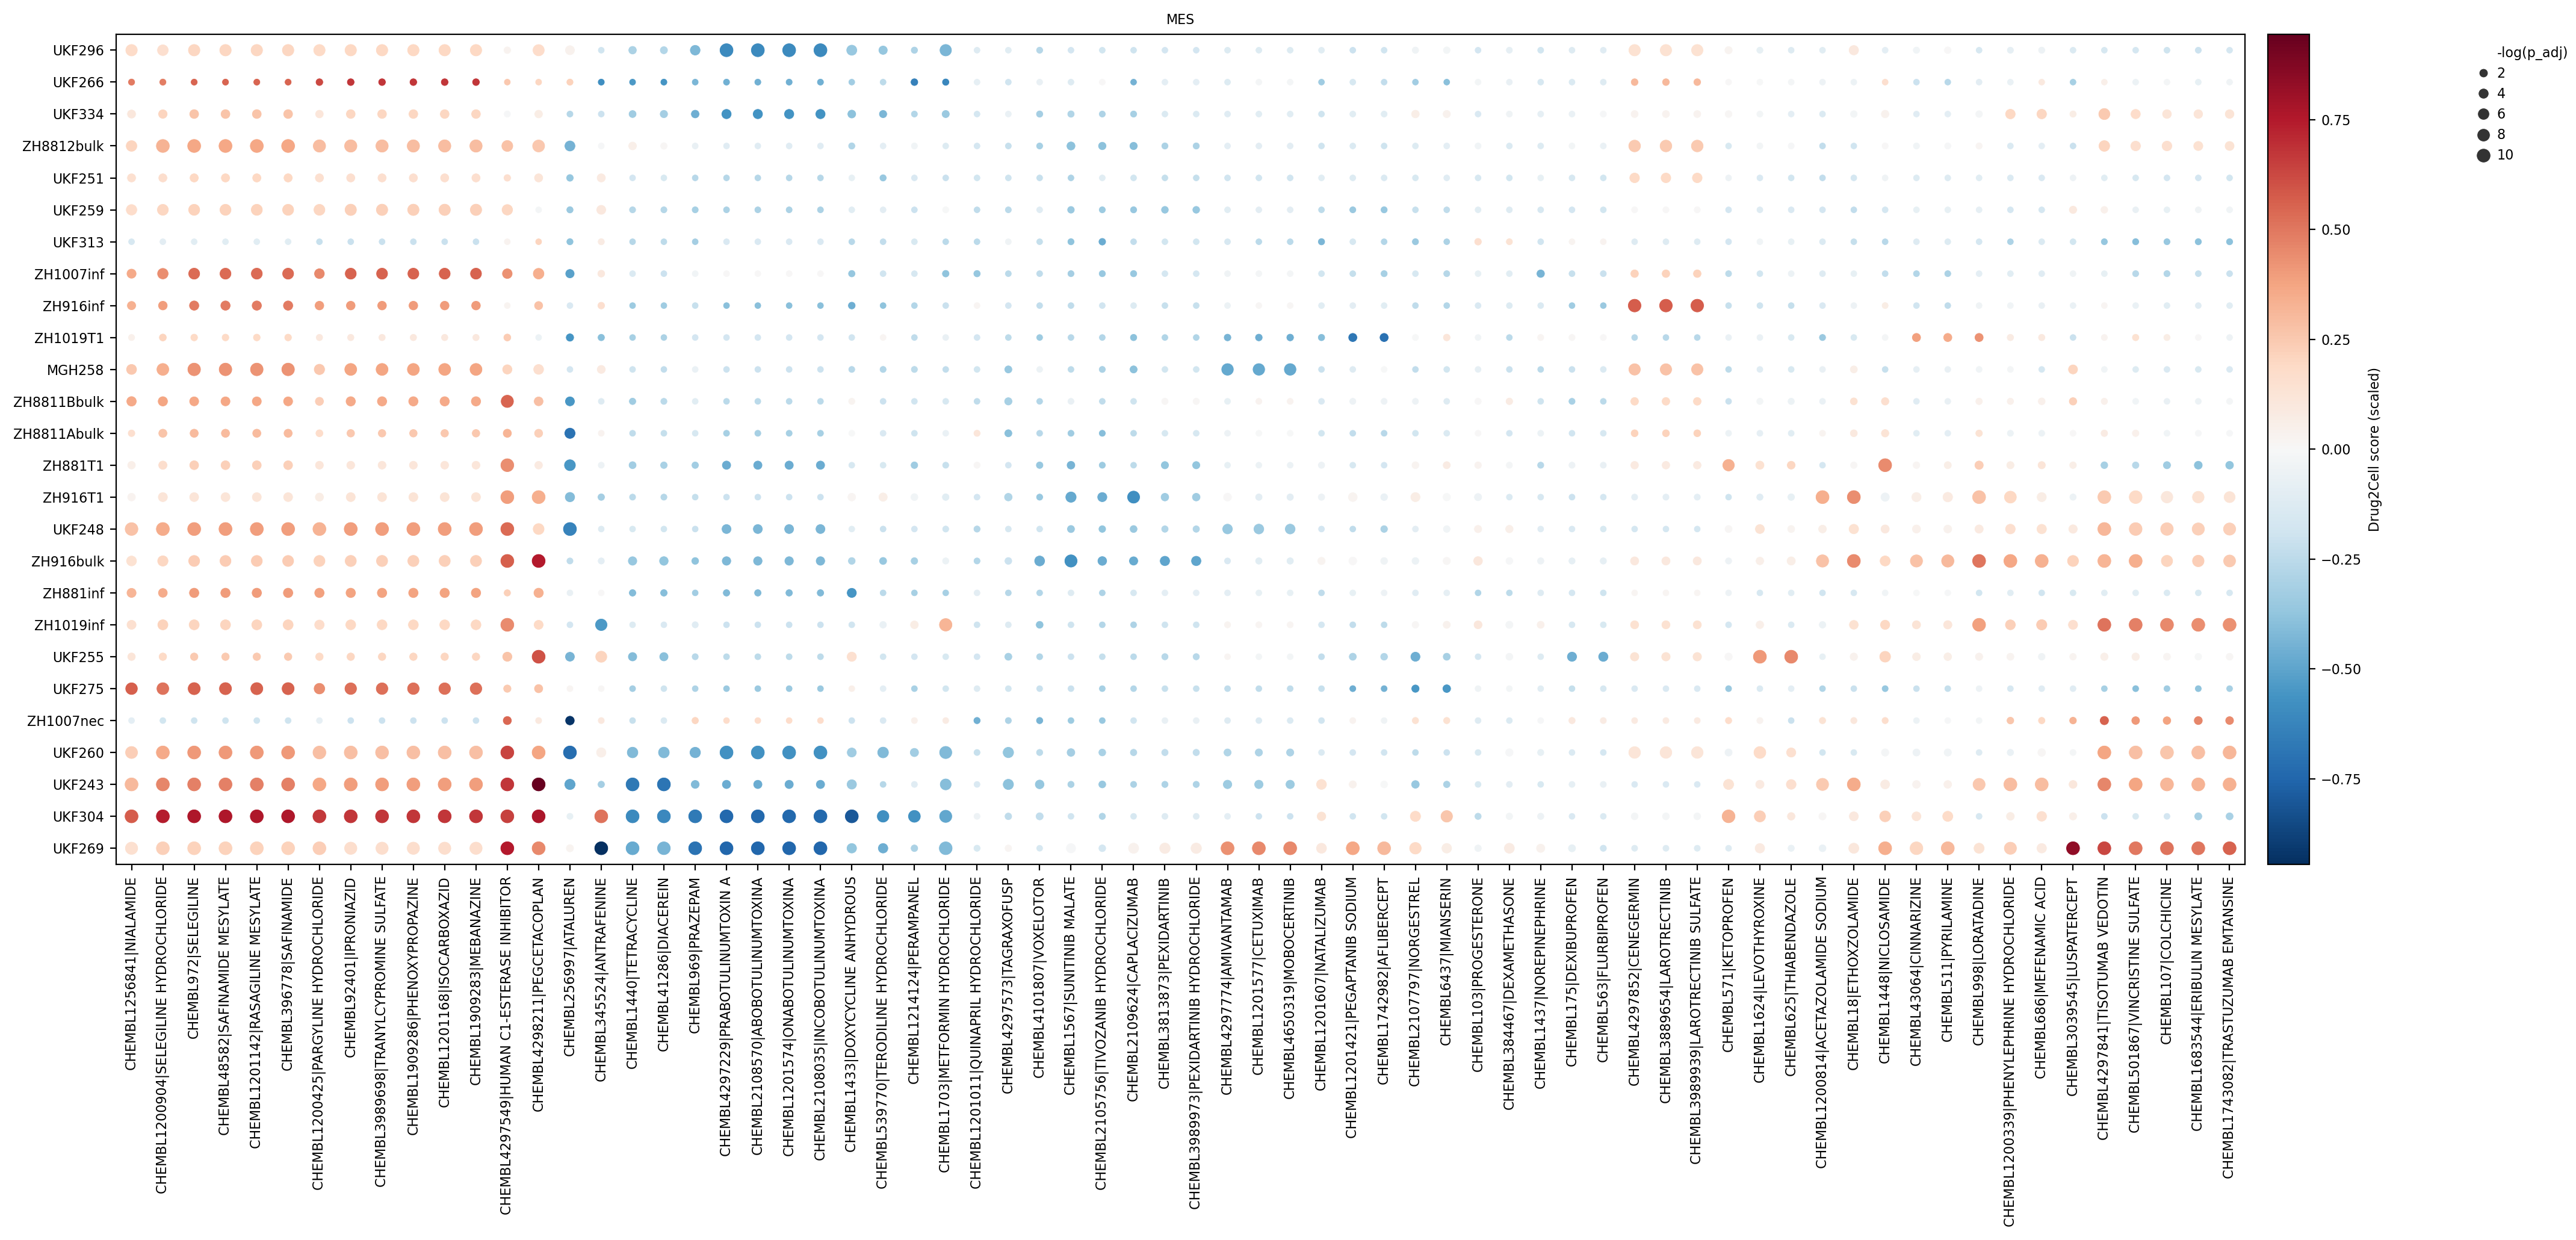 MES
UKF296
UKF266
UKF334
ZH8812bulk
UKF251
UKF259
UKF313
ZH1007inf
ZH916inf
ZH1019T1
MGH258
ZH8811Bbulk
ZH8811Abulk
ZH881T1
ZH916T1
UKF248
ZH916bulk
ZH881inf
ZH1019inf
UKF255
UKF275
ZH1007nec
UKF260
UKF243
UKF304
UKF269
CHEMBL1256841|NIALAMIDE
CHEMBL1200904|SELEGILINE HYDROCHLORIDE
CHEMBL972|SELEGILINE
CHEMBL48582|SAFINAMIDE MESYLATE
CHEMBL1201142|RASAGILINE MESYLATE
CHEMBL396778|SAFINAMIDE
CHEMBL1200425|PARGYLINE HYDROCHLORIDE
CHEMBL92401|IPRONIAZID
CHEMBL3989698|TRANYLCYPROMINE SULFATE
CHEMBL1909286|PHENOXYPROPAZINE
CHEMBL1201168|ISOCARBOXAZID
CHEMBL1909283|MEBANAZINE
CHEMBL4297549|HUMAN C1-ESTERASE INHIBITOR
CHEMBL4298211|PEGCETACOPLAN
CHEMBL256997|ATALUREN
CHEMBL345524|ANTRAFENINE
CHEMBL1440|TETRACYCLINE
CHEMBL41286|DIACEREIN
CHEMBL969|PRAZEPAM
CHEMBL4297229|PRABOTULINUMTOXIN A
CHEMBL2108570|ABOBOTULINUMTOXINA
CHEMBL1201574|ONABOTULINUMTOXINA
CHEMBL2108035|INCOBOTULINUMTOXINA
CHEMBL1433|DOXYCYCLINE ANHYDROUS
CHEMBL539770|TERODILINE HYDROCHLORIDE
CHEMBL1214124|PERAMPANEL
CHEMBL1703|METFORMIN HYDROCHLORIDE
CHEMBL1201011|QUINAPRIL HYDROCHLORIDE
CHEMBL4297573|TAGRAXOFUSP
CHEMBL4101807|VOXELOTOR
CHEMBL1567|SUNITINIB MALATE
CHEMBL2105756|TIVOZANIB HYDROCHLORIDE
CHEMBL2109624|CAPLACIZUMAB
CHEMBL3813873|PEXIDARTINIB
CHEMBL3989973|PEXIDARTINIB HYDROCHLORIDE
CHEMBL4297774|AMIVANTAMAB
CHEMBL1201577|CETUXIMAB
CHEMBL4650319|MOBOCERTINIB
CHEMBL1201607|NATALIZUMAB
CHEMBL1201421|PEGAPTANIB SODIUM
CHEMBL1742982|AFLIBERCEPT
CHEMBL2107797|NORGESTREL
CHEMBL6437|MIANSERIN
CHEMBL103|PROGESTERONE
CHEMBL384467|DEXAMETHASONE
CHEMBL1437|NOREPINEPHRINE
CHEMBL175|DEXIBUPROFEN
CHEMBL563|FLURBIPROFEN
CHEMBL4297852|CENEGERMIN
CHEMBL3889654|LAROTRECTINIB
CHEMBL3989939|LAROTRECTINIB SULFATE
CHEMBL571|KETOPROFEN
CHEMBL1624|LEVOTHYROXINE
CHEMBL625|THIABENDAZOLE
CHEMBL1200814|ACETAZOLAMIDE SODIUM
CHEMBL18|ETHOXZOLAMIDE
CHEMBL1448|NICLOSAMIDE
CHEMBL43064|CINNARIZINE
CHEMBL511|PYRILAMINE
CHEMBL998|LORATADINE
CHEMBL1200339|PHENYLEPHRINE HYDROCHLORIDE
CHEMBL686|MEFENAMIC ACID
CHEMBL3039545|LUSPATERCEPT
CHEMBL4297841|TISOTUMAB VEDOTIN
CHEMBL501867|VINCRISTINE SULFATE
CHEMBL107|COLCHICINE
CHEMBL1683544|ERIBULIN MESYLATE
CHEMBL1743082|TRASTUZUMAB EMTANSINE
0.75
0.50
0.25
0.00
−0.25
−0.50
−0.75
Drug2Cell score (scaled)
-log(p_adj)
2
4
6
8
10